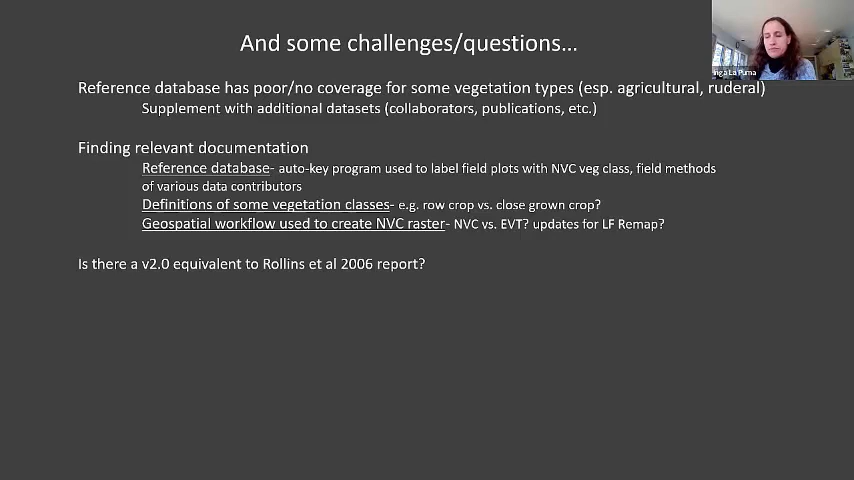 And some challenges/questions...
Inga La Puma
Reference database has poor/no coverage for some vegetation types (esp. agricultural, ruderal)
Supplement with additional datasets (collaborators, publications, etc.)
Finding relevant documentation
Reference database- auto-key program used to label field plots with NVC veg class, field methods
of various data contributors
Definitions of some vegetation classes- e.g. row crop vs. close grown crop?
Geospatial workflow used to create NVC raster- NVC vs. EVT? updates for LF Remap?
Is there a v2.0 equivalent to Rollins et al 2006 report?